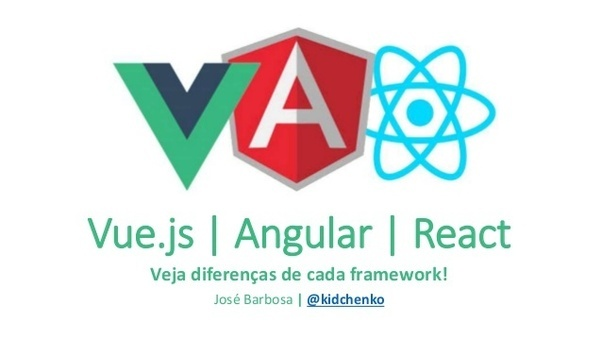 A
Vue.js | Angular | React
Veja diferenças de cada framework!
José Barbosa | @kidchenko